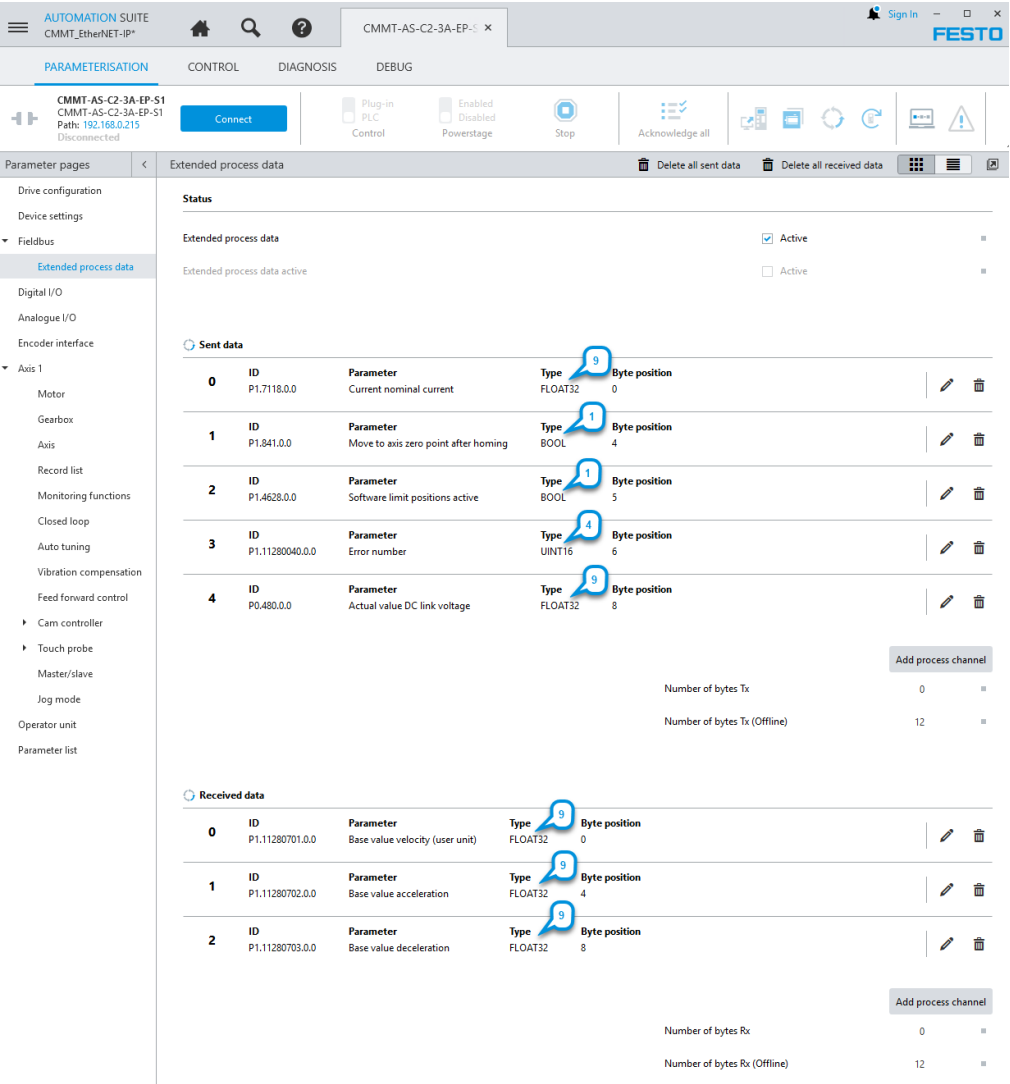 AUTOMATION SUITE
CMMT_EtherNET-IP*
CMMT-AS-C2-3A-EP-S
Sign In
FESTO
PARAMETERISATION CONTROL DIAGNOSIS DEBUG
CMMT-AS-C2-3A-EP-S1
CMMT-AS-C2-3A-EP-S1
Path: 192.168.0.215
Disconnected
Connect
Plug-in
PLC
Control
Enabled
Disabled
Powerstage
Stop
Acknowledge all
Parameter pages
Extended process data
Delete all sent data
Delete all received data
Drive configuration
Device settings
Fieldbus
Extended process data
Digital I/O
Analogue I/O
Encoder interface
Axis 1
Motor
Gearbox
Axis
Record list
Monitoring functions
Closed loop
Auto tuning
Vibration compensation
Feed forward control
Cam controller
Touch probe
Master/slave
Jog mode
Operator unit
Parameter list
Status
Extended process data Active
Extended process data active Active
Sent data
9
0 ID Parameter Type Byte position
P1.7118.0.0 Current nominal current FLOAT32 0
1
1 ID Parameter Type Byte position
P1.841.0.0 Move to axis zero point after homing BOOL 4
1
2 ID Parameter Type Byte position
P1.4628.0.0 Software limit positions active BOOL 5
4
3 ID Parameter Type Byte position
P1.11280040.0.0 Error number UINT16 6
9
4 ID Parameter Type Byte position
P0.480.0.0 Actual value DC link voltage FLOAT32 8
Add process channel
Number of bytes Tx 0
Number of bytes Tx (Offline) 12
Received data
9
0 ID Parameter Type Byte position
P1.11280701.0.0 Base value velocity (user unit) FLOAT32 0
9
1 ID Parameter Type Byte position
P1.11280702.0.0 Base value acceleration FLOAT32 4
9
2 ID Parameter Type Byte position
P1.11280703.0.0 Base value deceleration FLOAT32 8
Add process channel
Number of bytes Rx 0
Number of bytes Rx (Offline) 12